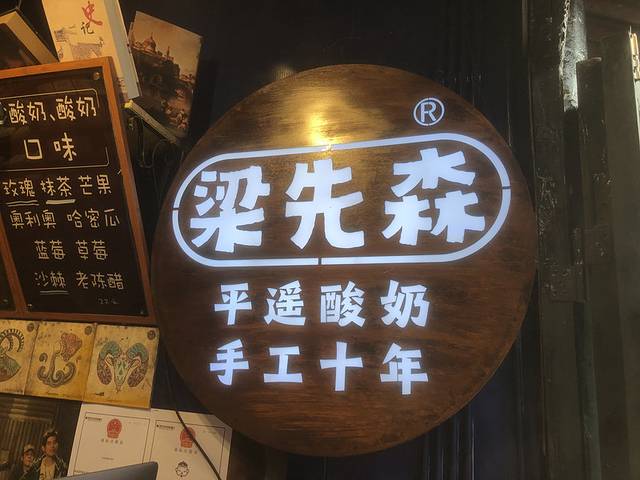 史记
酸奶、酸奶
口味
玫瑰 抹茶 芒果
奥利奥 哈密瓜
蓝莓 草莓
沙棘 老陈醋
®
梁先森
平遥酸奶
手工十年